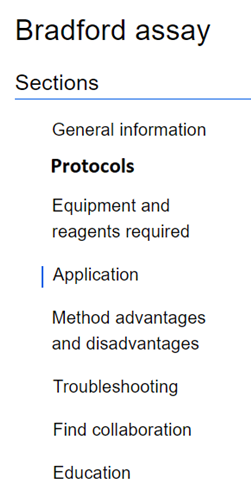 Bradford assay
Sections
General information
Protocols
Equipment and
reagents required
Application
Method advantages
and disadvantages
Troubleshooting
Find collaboration
Education